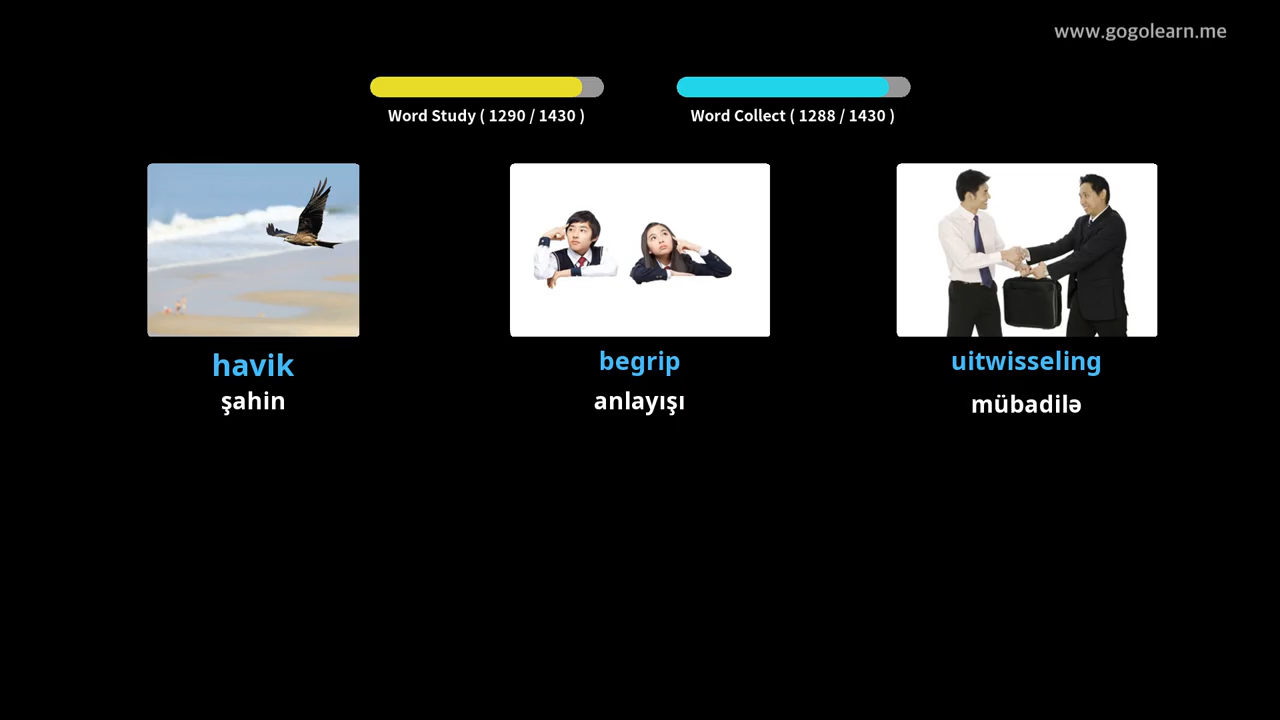 www.gogolearn.me
Word Study ( 1290 / 1430 )
Word Collect ( 1288 / 1430 )
havik
şahin
begrip
anlayışı
uitwisseling
mübadilə